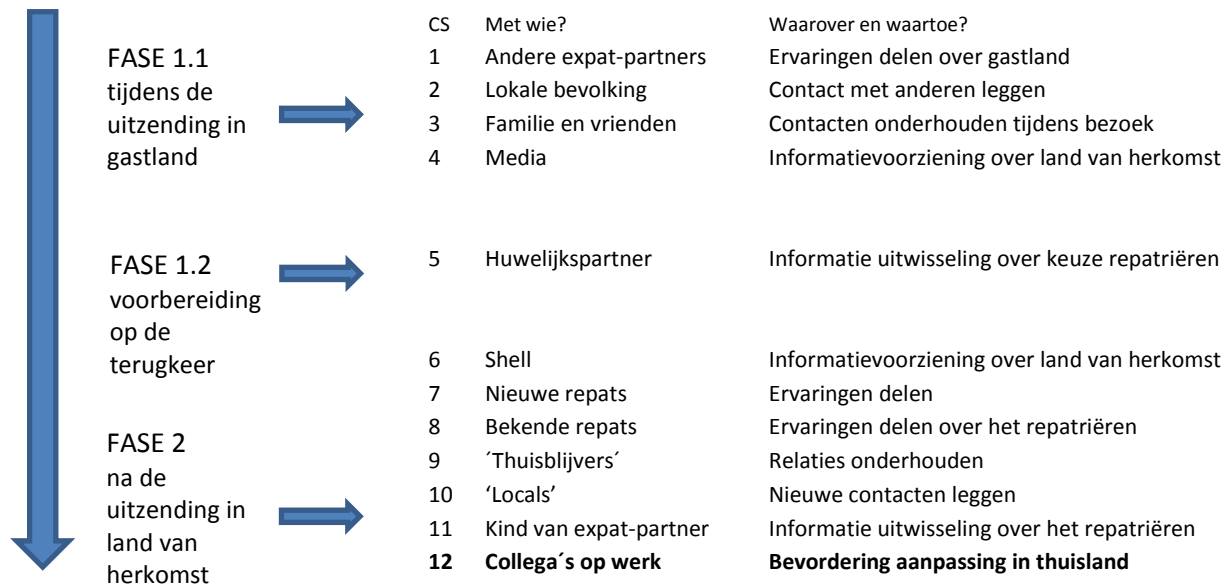 CS Met wie? Waarover en waartoe?
FASE 1.1
tijdens de
uitzending in
gastland
1 Andere expat-partners Ervaringen delen over gastland
2 Lokale bevolking Contact met anderen leggen
3 Familie en vrienden Contacten onderhouden tijdens bezoek
4 Media Informatievoorziening over land van herkomst
FASE 1.2
voorbereiding
op de
terugkeer
5 Huwelijkspartner Informatie uitwisseling over keuze repatriëren
FASE 2
na de
uitzending in
land van
herkomst
6 Shell Informatievoorziening over land van herkomst
7 Nieuwe repats Ervaringen delen
8 Bekende repats Ervaringen delen over het repatriëren
9 ´Thuisblijvers´ Relaties onderhouden
10 ‘Locals’ Nieuwe contacten leggen
11 Kind van expat-partner Informatie uitwisseling over het repatriëren
12 Collega´s op werk Bevordering aanpassing in thuisland